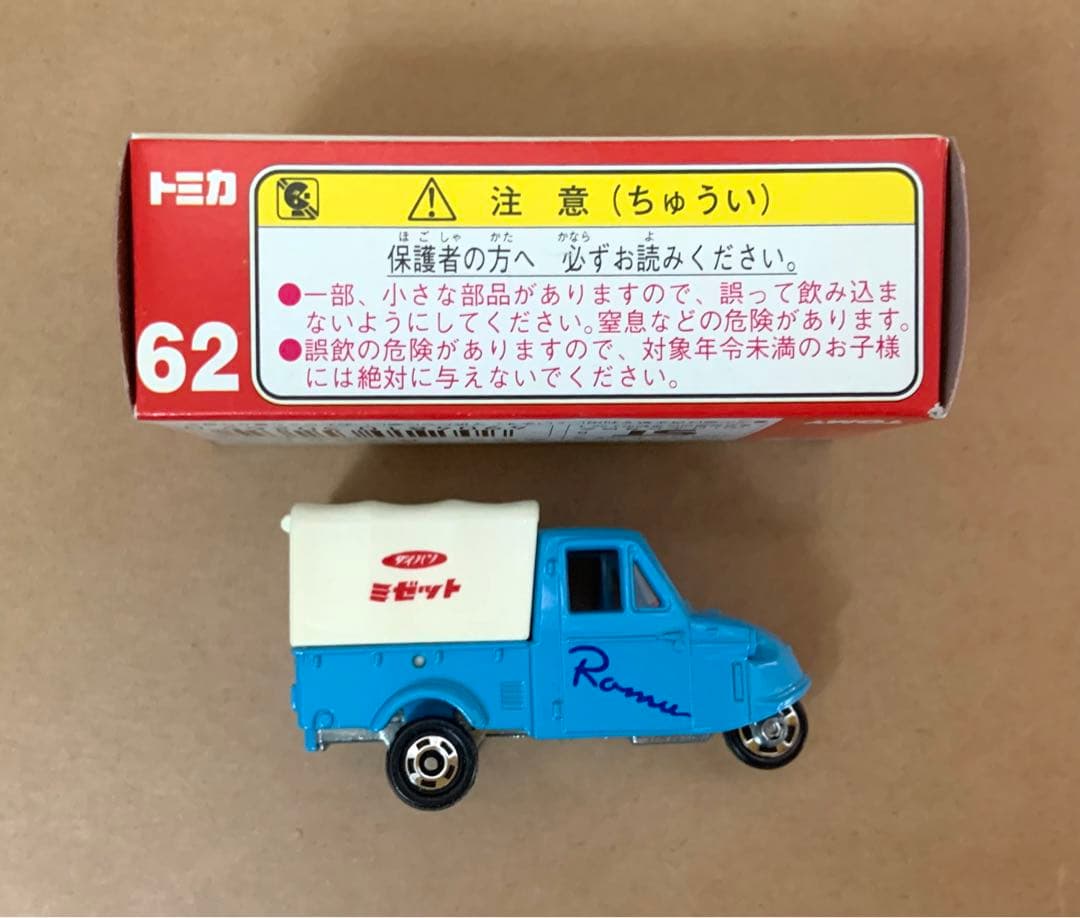 トミカ
62
注 意（ちゅうい）
保護者の方へ 必ずお読みください。
ほごしゃ かた かなら よ
●一部、小さな部品がありますので、誤って飲み込ま
ないようにしてください。窒息などの危険があります。
●誤飲の危険がありますので、対象年令未満のお子様
には絶対に与えないでください。
TOMY
ダイハツ
ミゼット
Romu